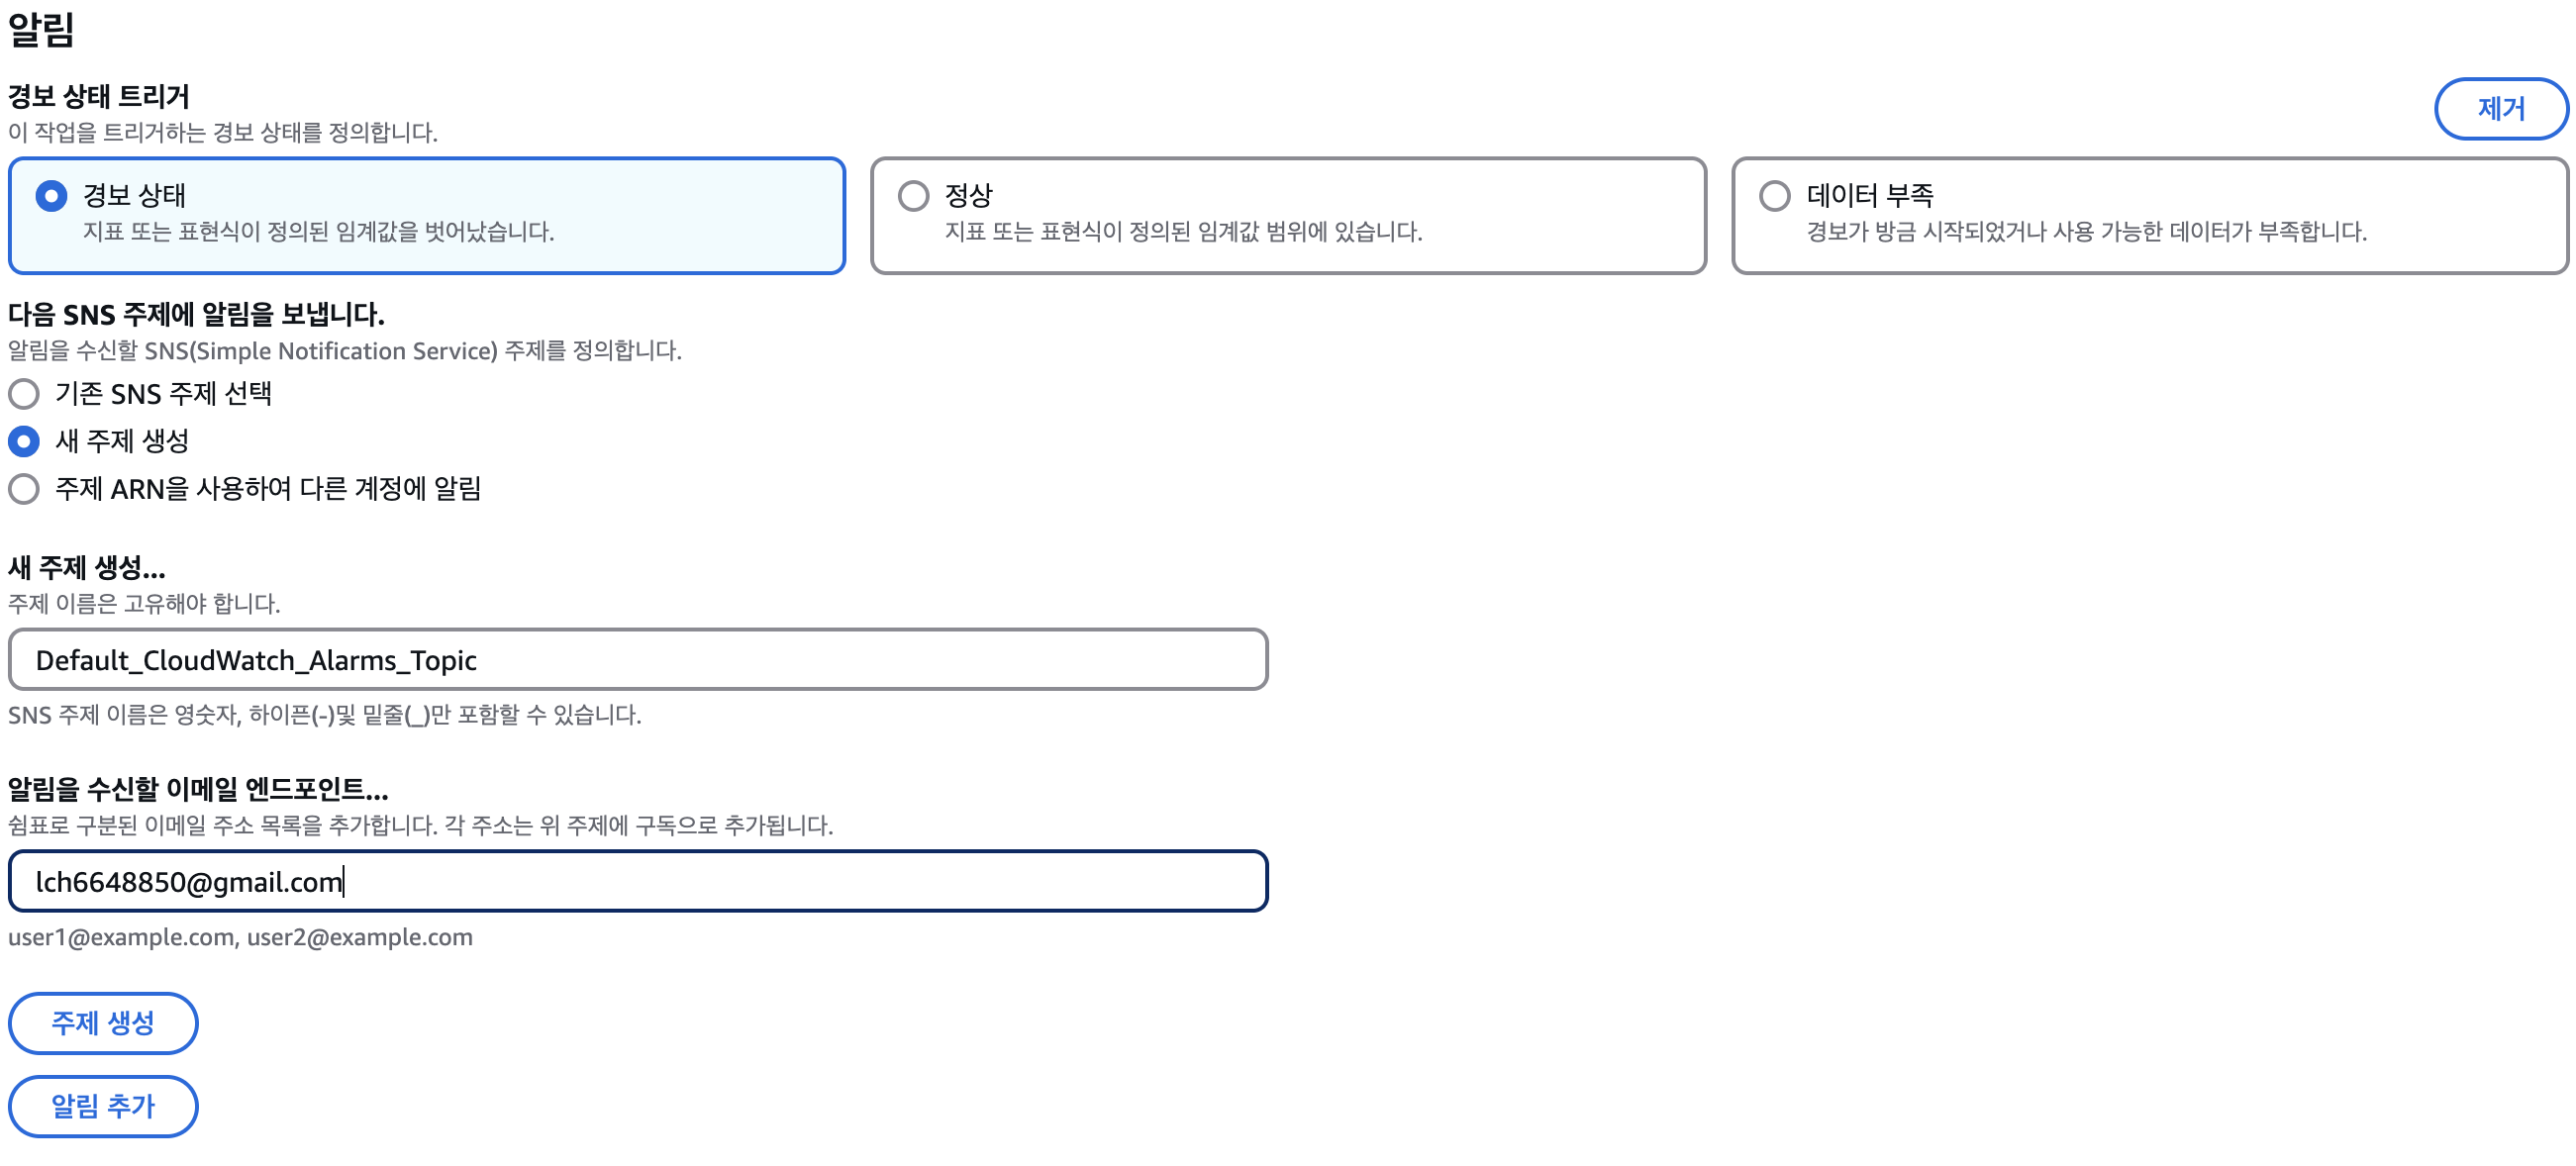 알림
경보 상태 트리거
이 작업을 트리거하는 경보 상태를 정의합니다.
제거
경보 상태
지표 또는 표현식이 정의된 임계값을 벗어났습니다.
정상
지표 또는 표현식이 정의된 임계값 범위에 있습니다.
데이터 부족
경보가 방금 시작되었거나 사용 가능한 데이터가 부족합니다.
다음 SNS 주제에 알림을 보냅니다.
알림을 수신할 SNS(Simple Notification Service) 주제를 정의합니다.
기존 SNS 주제 선택
새 주제 생성
주제 ARN을 사용하여 다른 계정에 알림
새 주제 생성...
주제 이름은 고유해야 합니다.
Default_CloudWatch_Alarms_Topic
SNS 주제 이름은 영숫자, 하이픈(-)및 밑줄(_)만 포함할 수 있습니다.
알림을 수신할 이메일 엔드포인트...
쉼표로 구분된 이메일 주소 목록을 추가합니다. 각 주소는 위 주제에 구독으로 추가됩니다.
lch6648850@gmail.com
user1@example.com, user2@example.com
주제 생성
알림 추가